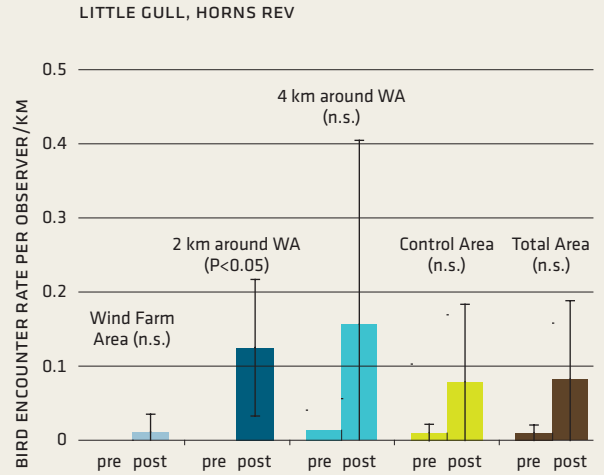 LITTLE GULL, HORNS REV
BIRD ENCOUNTER RATE PER OBSERVER/KM
0.5
0.4
0.3
0.2
0.1
0
4 km around WA
(n.s.)
2 km around WA
(P<0.05)
Control Area
(n.s.)
Total Area
(n.s.)
Wind Farm
Area (n.s.)
pre post pre post pre post pre post pre post